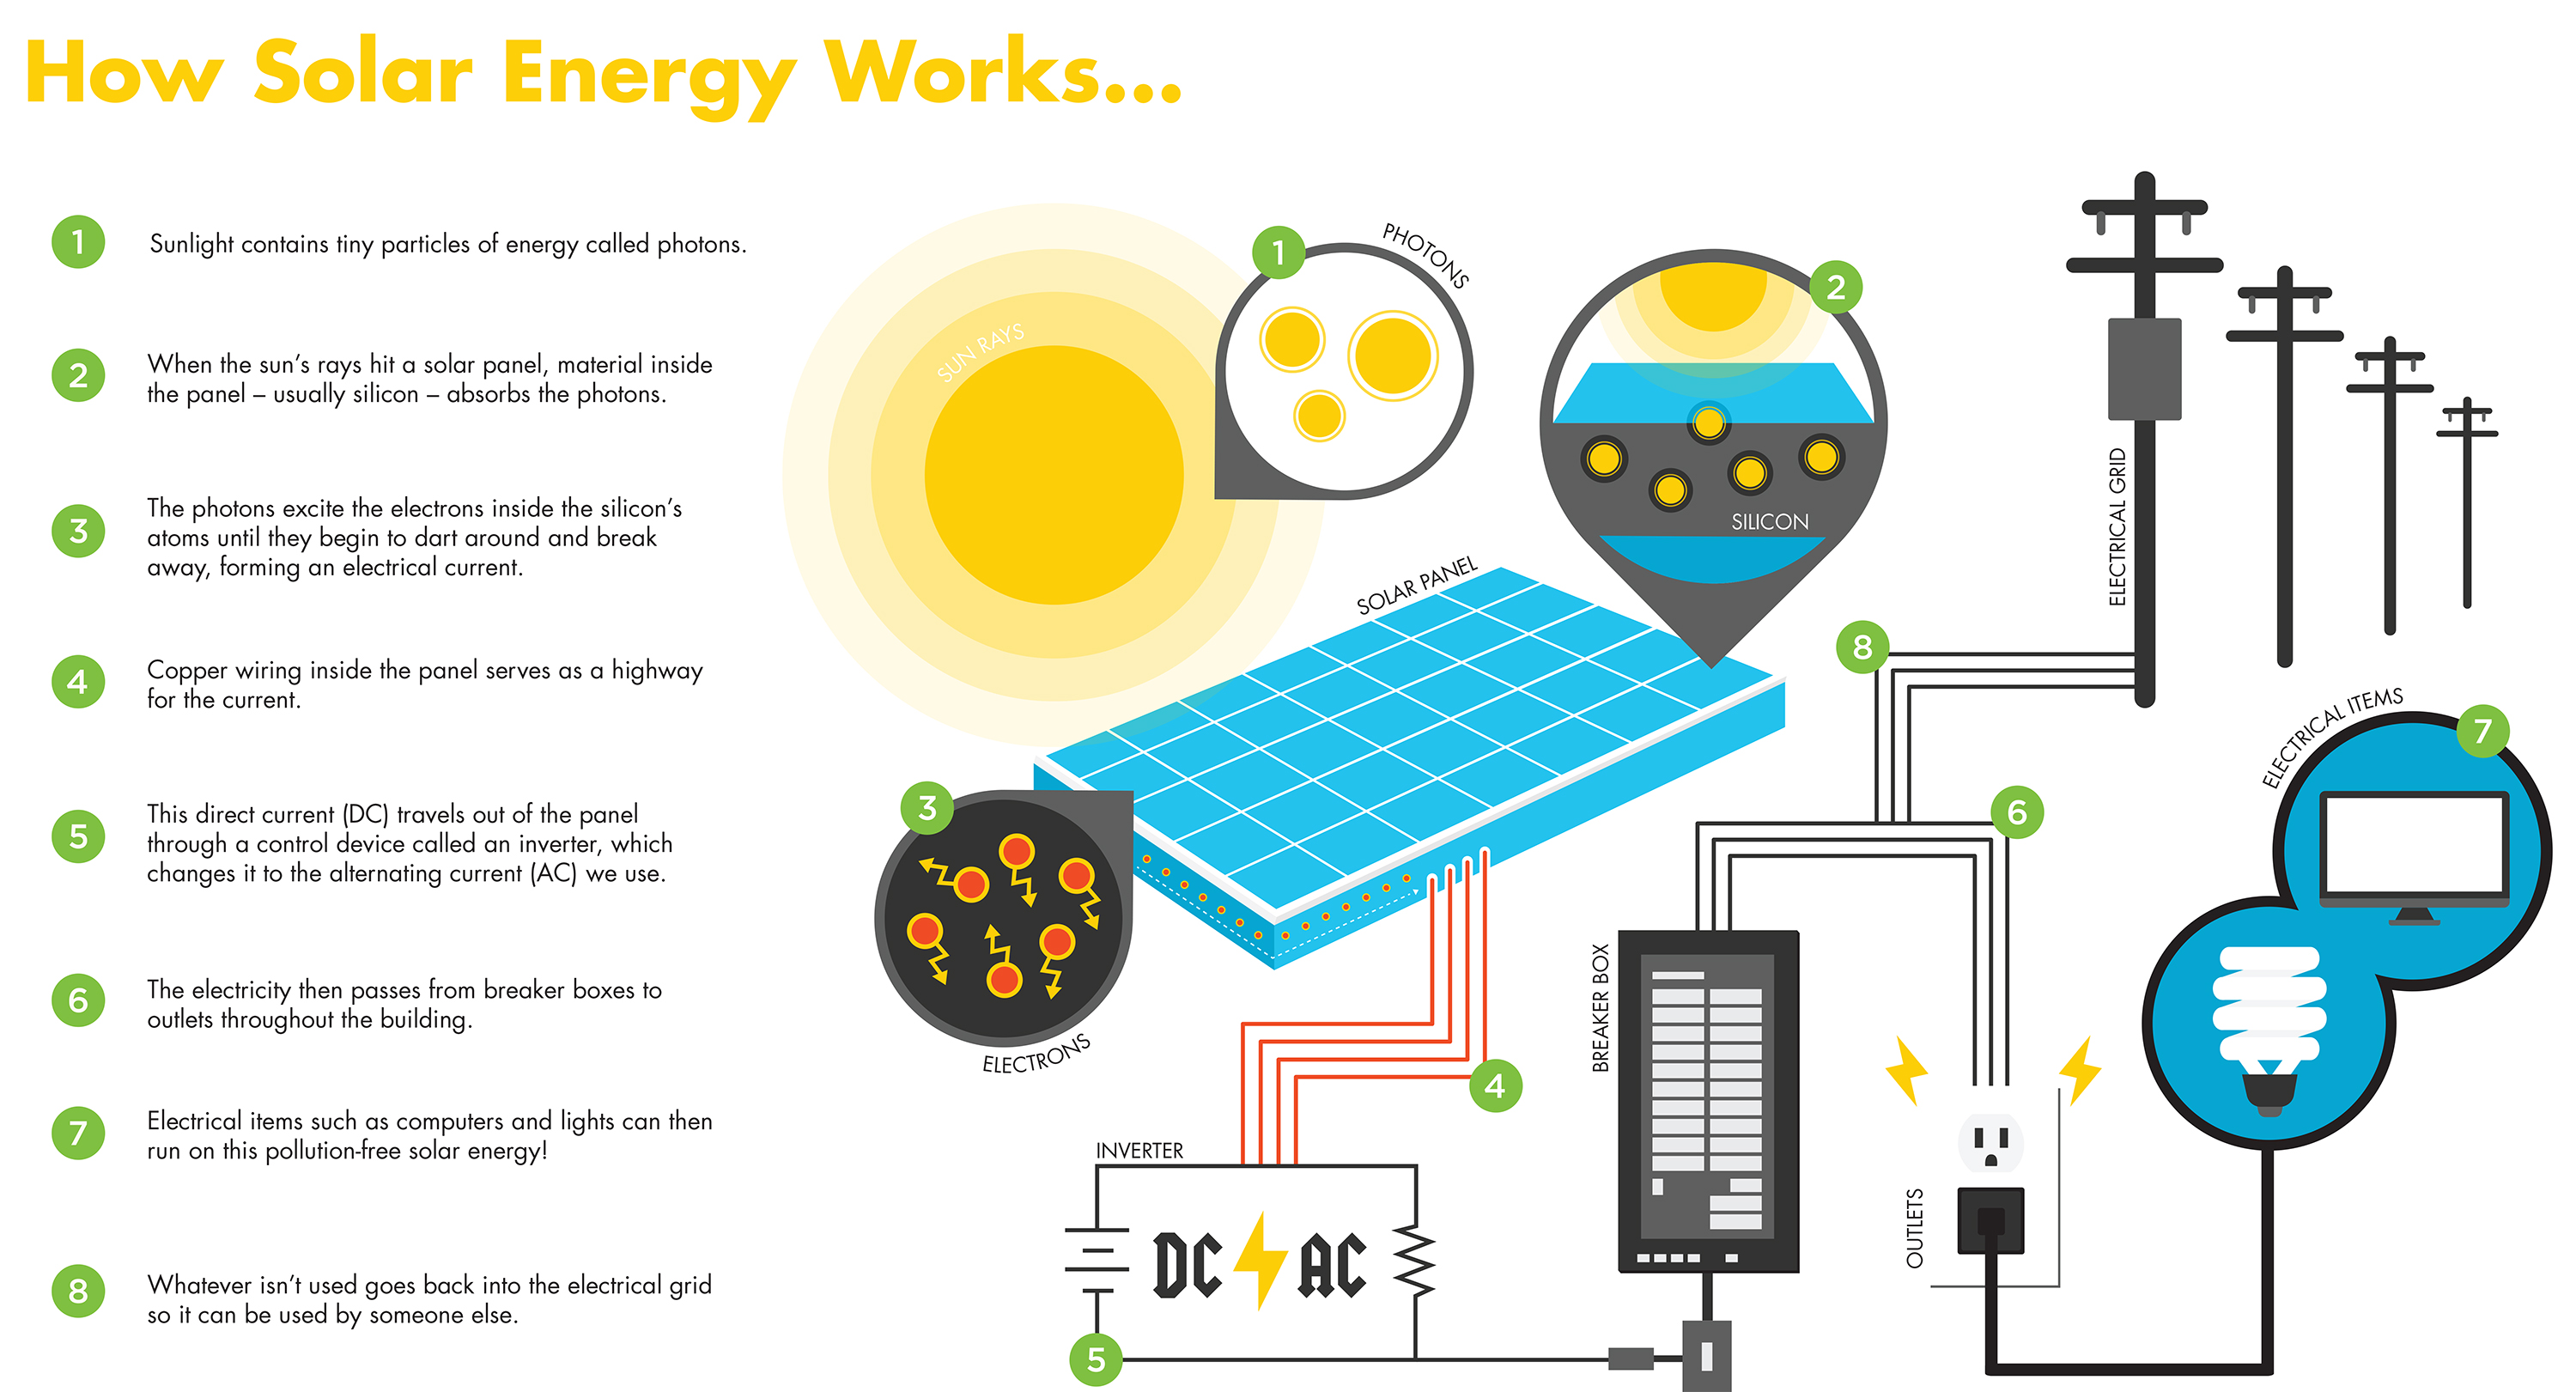 How Solar Energy Works...
1
Sunlight contains tiny particles of energy called photons.
2
When the sun’s rays hit a solar panel, material inside
the panel – usually silicon – absorbs the photons.
3
The photons excite the electrons inside the silicon’s
atoms until they begin to dart around and break
away, forming an electrical current.
4
Copper wiring inside the panel serves as a highway
for the current.
5
This direct current (DC) travels out of the panel
through a control device called an inverter, which
changes it to the alternating current (AC) we use.
6
The electricity then passes from breaker boxes to
outlets throughout the building.
7
Electrical items such as computers and lights can then
run on this pollution-free solar energy!
8
Whatever isn’t used goes back into the electrical grid
so it can be used by someone else.
SUN RAYS
1
PHOTONS
2
SILICON
SOLAR PANEL
3
ELECTRONS
4
INVERTER
DC AC
5
BREAKER BOX
6
OUTLETS
7
ELECTRICAL ITEMS
8
ELECTRICAL GRID